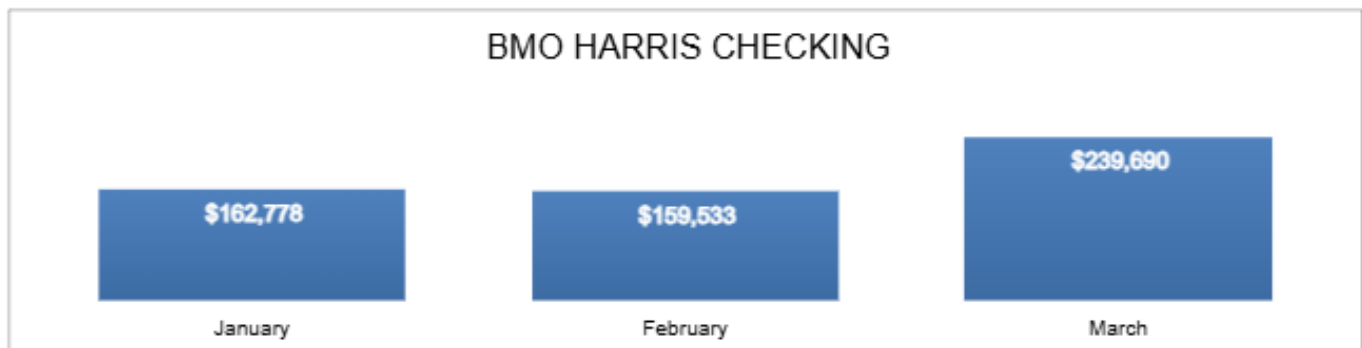 BMO HARRIS CHECKING
$239,690
$162,778 $159,533
January February March